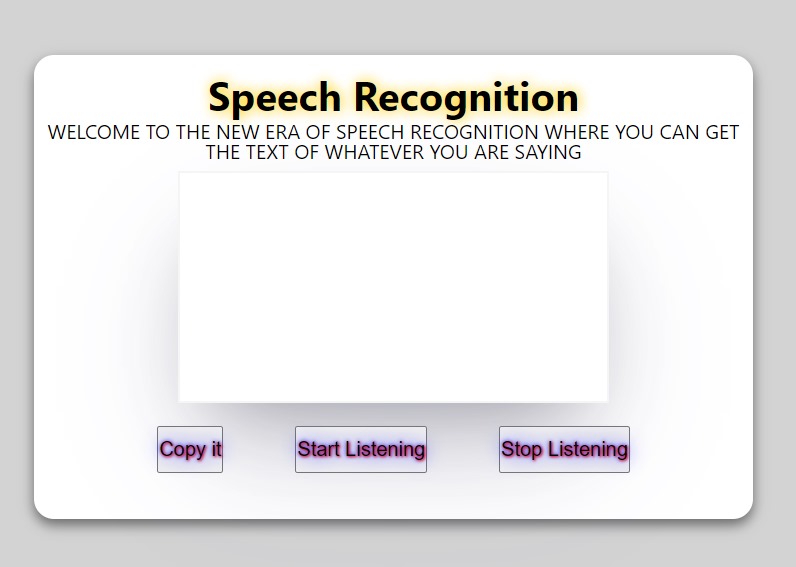 Speech Recognition
WELCOME TO THE NEW ERA OF SPEECH RECOGNITION WHERE YOU CAN GET
THE TEXT OF WHATEVER YOU ARE SAYING
Copy it
Start Listening
Stop Listening